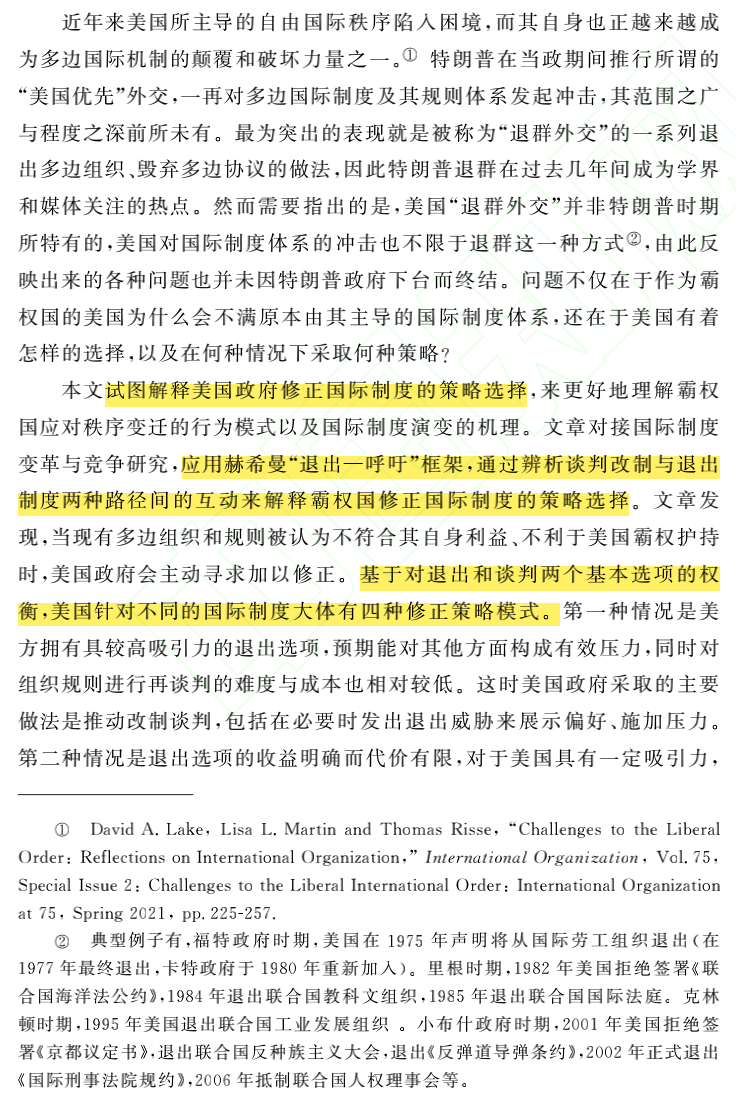 近年来美国所主导的自由国际秩序陷入困境,而其自身也正越来越成
为多边国际机制的颠覆和破坏力量之一。① 特朗普在当政期间推行所谓的
“美国优先”外交,一再对多边国际制度及其规则体系发起冲击,其范围之广
与程度之深前所未有。最为突出的表现就是被称为“退群外交”的一系列退
出多边组织、毁弃多边协议的做法,因此特朗普退群在过去几年间成为学界
和媒体关注的热点。然而需要指出的是,美国“退群外交”并非特朗普时期
所特有的,美国对国际制度体系的冲击也不限于退群这一种方式②,由此反
映出来的各种问题也并未因特朗普政府下台而终结。问题不仅在于作为霸
权国的美国为什么会不满原本由其主导的国际制度体系,还在于美国有着
怎样的选择,以及在何种情况下采取何种策略?
本文试图解释美国政府修正国际制度的策略选择,来更好地理解霸权
国应对秩序变迁的行为模式以及国际制度演变的机理。文章对接国际制度
变革与竞争研究,应用赫希曼“退出—呼吁”框架,通过辨析谈判改制与退出
制度两种路径间的互动来解释霸权国修正国际制度的策略选择。文章发
现,当现有多边组织和规则被认为不符合其自身利益、不利于美国霸权护持
时,美国政府会主动寻求加以修正。基于对退出和谈判两个基本选项的权
衡,美国针对不同的国际制度大体有四种修正策略模式。第一种情况是美
方拥有具较高吸引力的退出选项,预期能对其他方面构成有效压力,同时对
组织规则进行再谈判的难度与成本也相对较低。这时美国政府采取的主要
做法是推动改制谈判,包括在必要时发出退出威胁来展示偏好、施加压力。
第二种情况是退出选项的收益明确而代价有限,对于美国具有一定吸引力,
① David A. Lake, Lisa L. Martin and Thomas Risse, “Challenges to the Liberal
Order: Reflections on International Organization,” International Organization, Vol. 75,
Special Issue 2: Challenges to the Liberal International Order: International Organization
at 75, Spring 2021, pp. 225-257.
② 典型例子有,福特政府时期,美国在 1975 年声明将从国际劳工组织退出(在
1977 年最终退出,卡特政府于 1980 年重新加入)。里根时期,1982 年美国拒绝签署《联
合国海洋法公约》,1984 年退出联合国教科文组织,1985 年退出联合国国际法庭。克林
顿时期,1995 年美国退出联合国工业发展组织 。小布什政府时期,2001 年美国拒绝签
署《京都议定书》,退出联合国反种族主义大会,退出《反弹道导弹条约》,2002 年正式退出
《国际刑事法院规约》,2006 年抵制联合国人权理事会等。